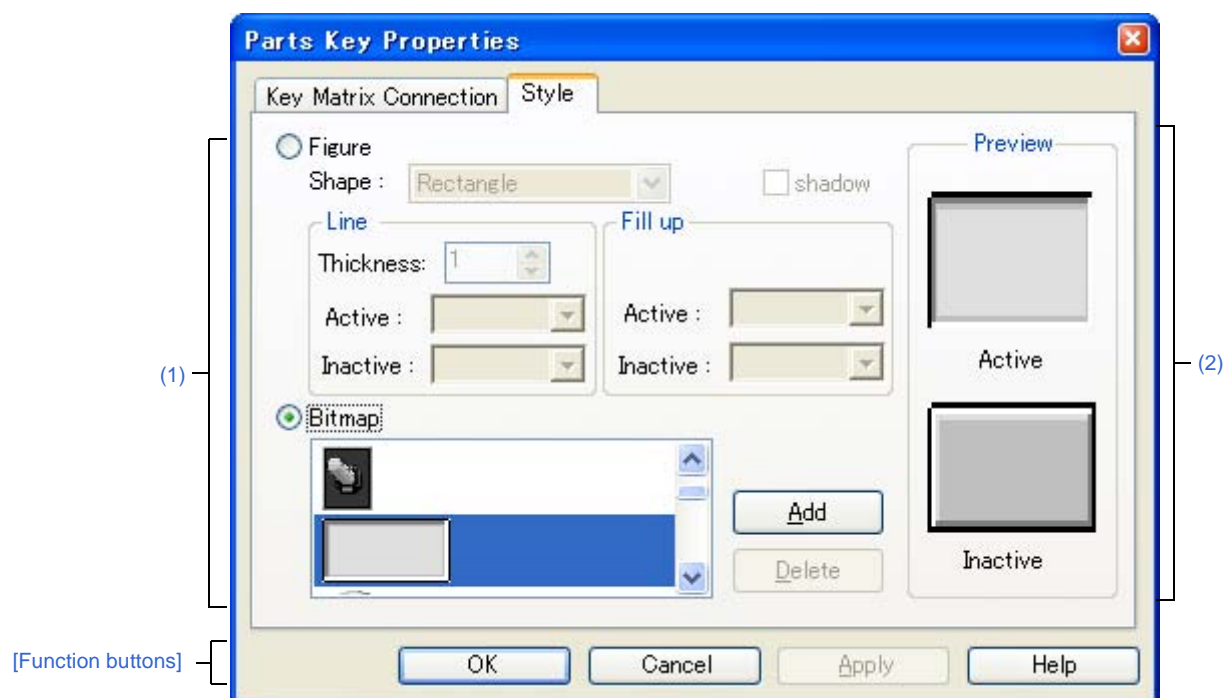 Parts Key Properties
Key Matrix Connection
Style
Figure
Shape :
Rectangle
shadow
Line
Thickness:
1
Active :
Inactive :
Fill up
Active :
Inactive :
Bitmap
Add
Delete
Preview
Active
Inactive
(1)
(2)
[Function buttons]
OK
Cancel
Apply
Help